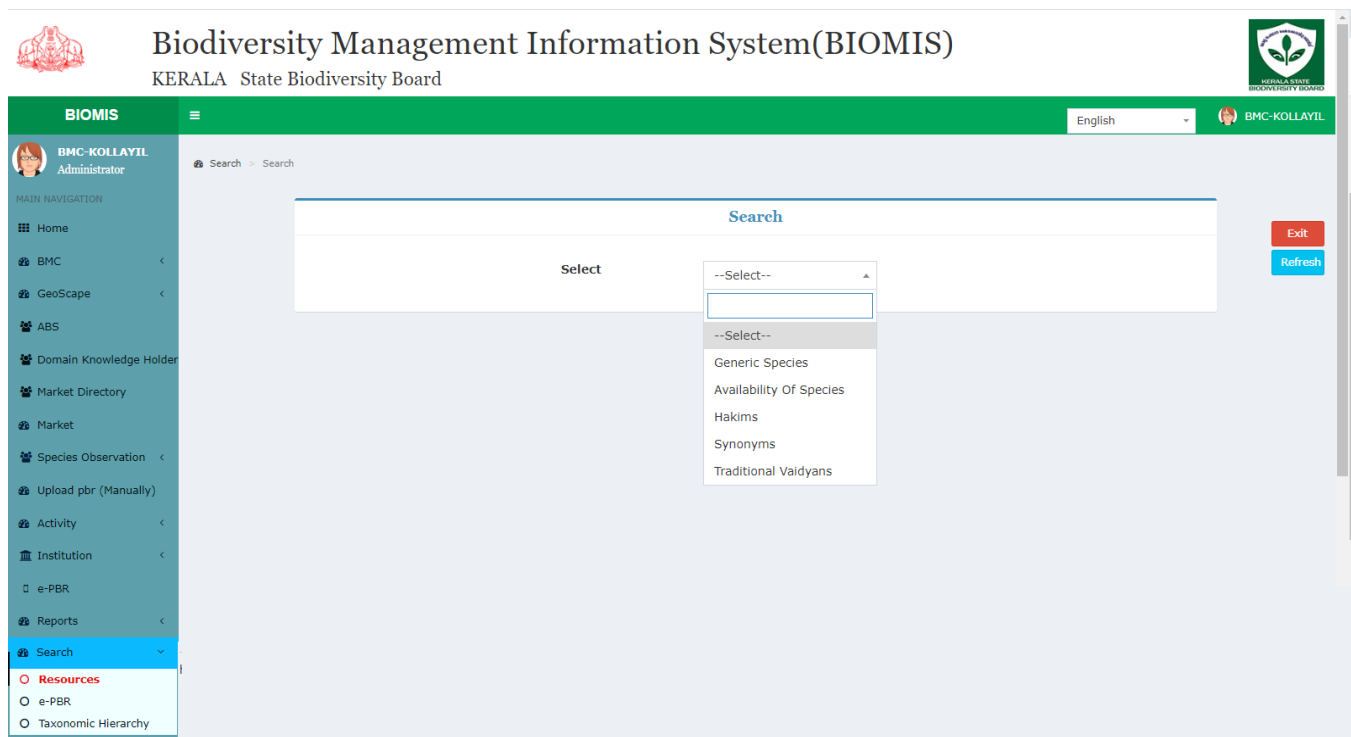 Biodiversity Management Information System(BIOMIS)
KERALA State Biodiversity Board
KERALA STATE
BIODIVERSITY BOARD
BIOMIS
English
BMC-KOLLAYIL
BMC-KOLLAYIL
Administrator
Search > Search
MAIN NAVIGATION
Home
BMC
GeoScape
ABS
Domain Knowledge Holder
Market Directory
Market
Species Observation
Upload pbr (Manually)
Activity
Institution
e-PBR
Reports
Search
Resources
e-PBR
Taxonomic Hierarchy
Search
Select
--Select--
--Select--
Generic Species
Availability Of Species
Hakims
Synonyms
Traditional Vaidyans
Exit
Refresh